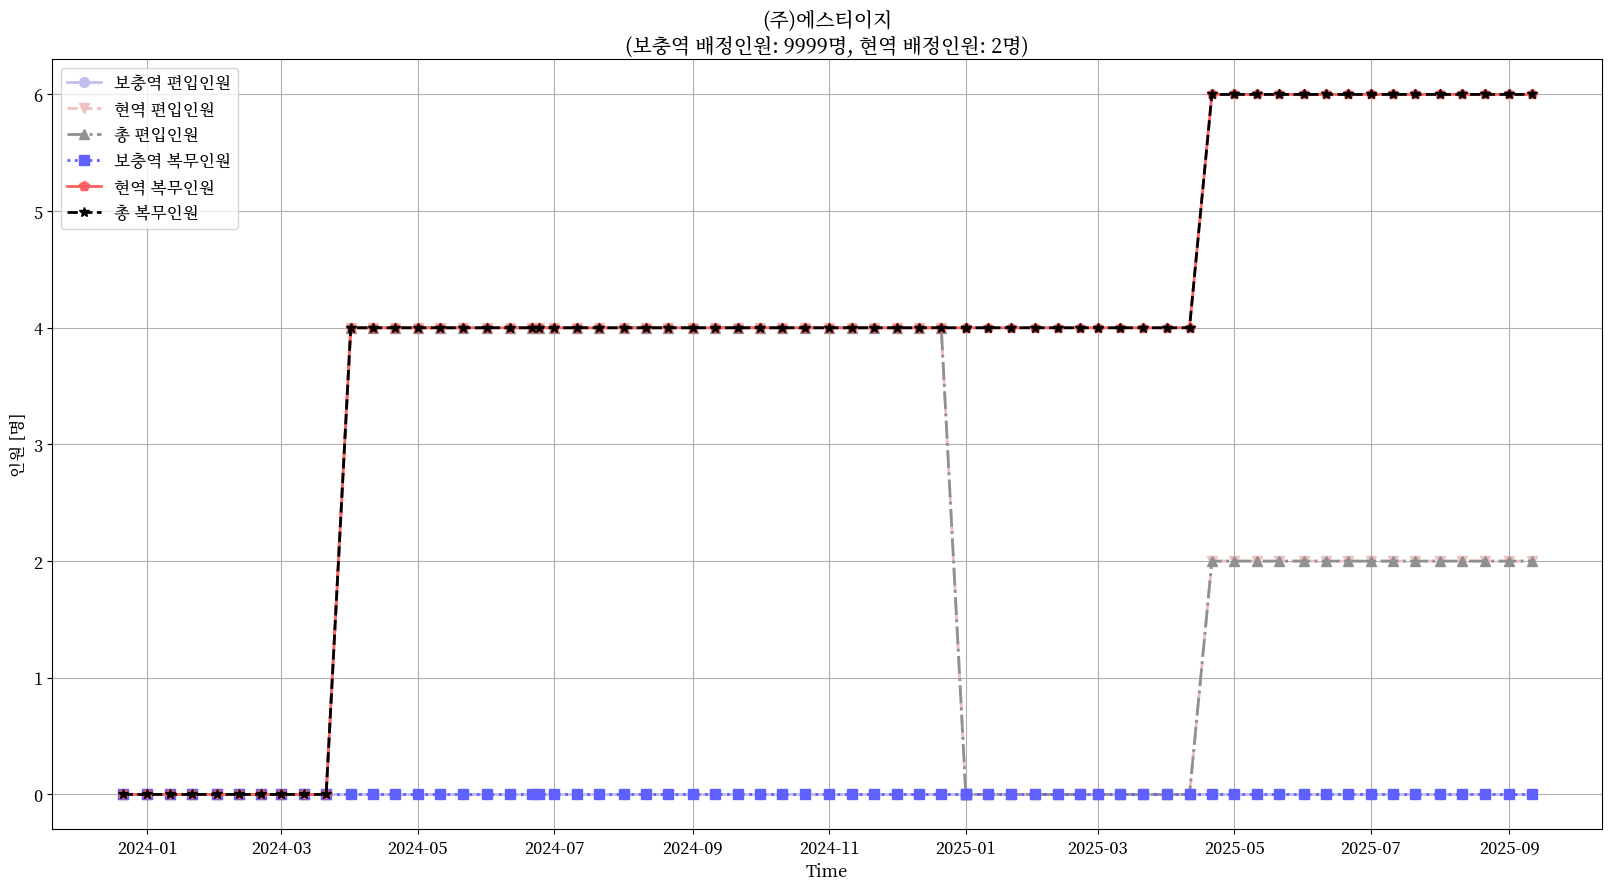 (주)에스티이지
(보충역 배정인원: 9999명, 현역 배정인원: 2명)
보충역 편입인원
현역 편입인원
총 편입인원
보충역 복무인원
현역 복무인원
총 복무인원
인원 [명]
6
5
4
3
2
1
0
2024-01 2024-03 2024-05 2024-07 2024-09 2024-11 2025-01 2025-03 2025-05 2025-07 2025-09
Time